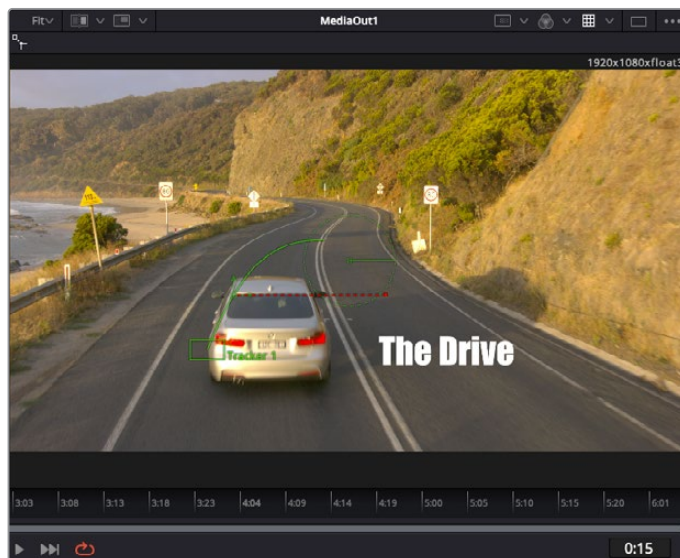 Fit
MediaOut1
1920x1080xfloat3
Tracker 1
The Drive
3:03 3:08 3:13 3:18 3:23 4:04 4:09 4:14 4:19 5:00 5:05 5:10 5:15 5:20 6:01
0:15